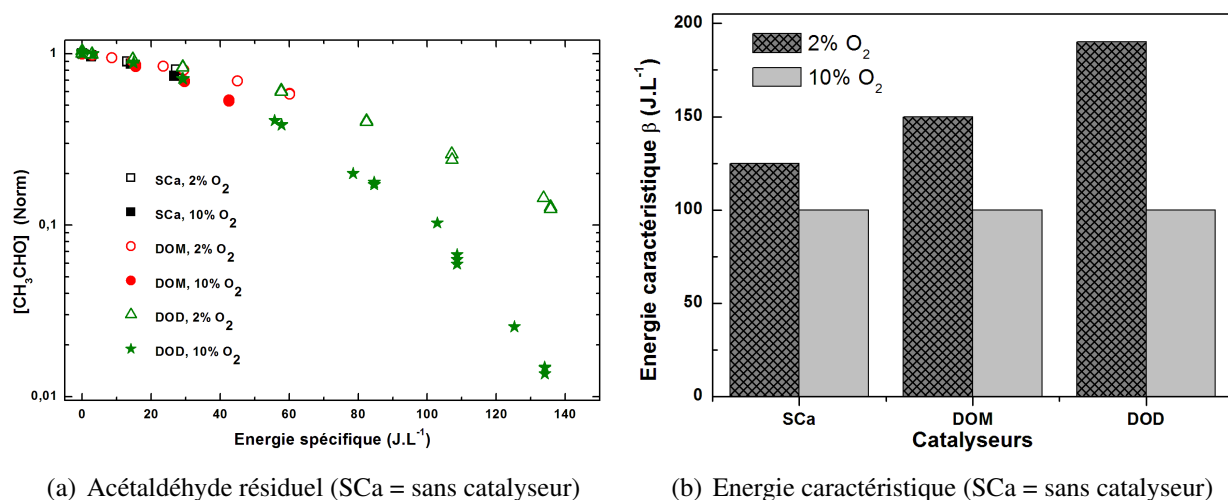 1
0,1
0,01
[CH3CHO] (Norm)
SCa, 2% O2
SCa, 10% O2
DOM, 2% O2
DOM, 10% O2
DOD, 2% O2
DOD, 10% O2
0 20 40 60 80 100 120 140
Energie spécifique (J.L-1)
(a) Acétaldéhyde résiduel (SCa = sans catalyseur)
200
150
100
50
0
Energie caractéristique β (J.L-1)
2% O2
10% O2
SCa DOM DOD
Catalyseurs
(b) Energie caractéristique (SCa = sans catalyseur)